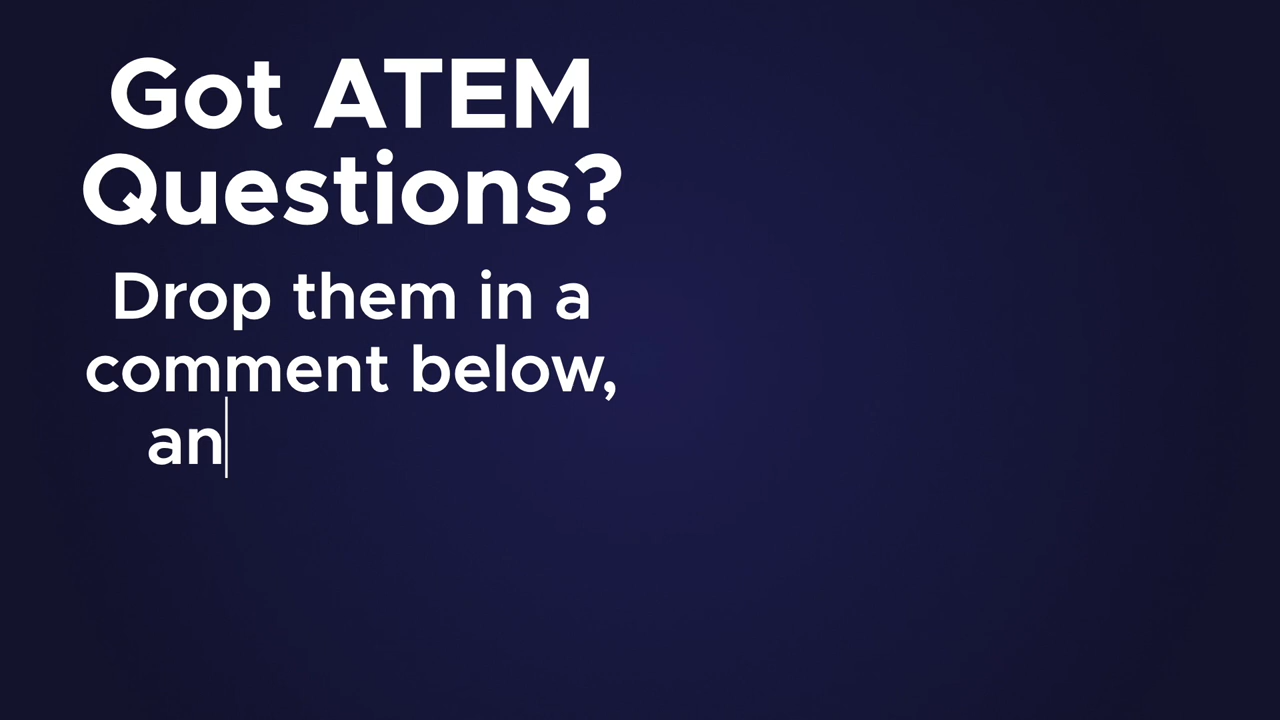 Got ATEM
Questions?
Drop them in a
comment below,
an